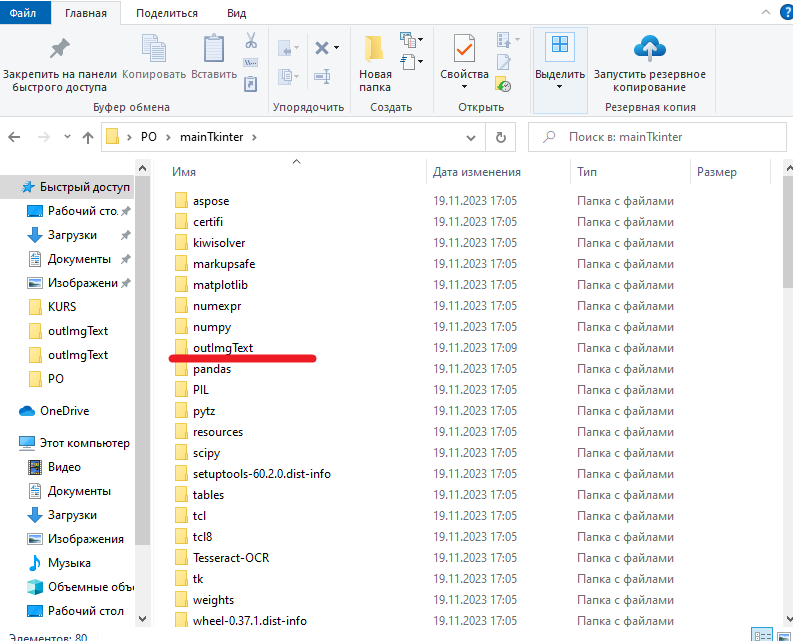 Файл Главная Поделиться Вид
Закрепить на панели быстрого доступа
Копировать
Вставить
Буфер обмена
Упорядочить
Новая папка
Создать
Свойства
Открыть
Выделить
Запустить резервное копирование
Резервная копия
PO mainTkinter
Поиск в: mainTkinter
Быстрый доступ
Рабочий сто.
Загрузки
Документы
Изображени
KURS
outImgText
outImgText
PO
OneDrive
Этот компьютер
Видео
Документы
Загрузки
Изображения
Музыка
Объемные объ
Рабочий стол
Имя Дата изменения Тип Размер
aspose 19.11.2023 17:05 Папка с файлами
certifi 19.11.2023 17:05 Папка с файлами
kiwisolver 19.11.2023 17:05 Папка с файлами
markupsafe 19.11.2023 17:05 Папка с файлами
matplotlib 19.11.2023 17:05 Папка с файлами
numexpr 19.11.2023 17:05 Папка с файлами
numpy 19.11.2023 17:05 Папка с файлами
outImgText 19.11.2023 17:09 Папка с файлами
pandas 19.11.2023 17:05 Папка с файлами
PIL 19.11.2023 17:05 Папка с файлами
pytz 19.11.2023 17:05 Папка с файлами
resources 19.11.2023 17:05 Папка с файлами
scipy 19.11.2023 17:05 Папка с файлами
setuptools-60.2.0.dist-info 19.11.2023 17:05 Папка с файлами
tables 19.11.2023 17:05 Папка с файлами
tcl 19.11.2023 17:05 Папка с файлами
tcl8 19.11.2023 17:05 Папка с файлами
Tesseract-OCR 19.11.2023 17:05 Папка с файлами
tk 19.11.2023 17:05 Папка с файлами
weights 19.11.2023 17:05 Папка с файлами
wheel-0.37.1.dist-info 19.11.2023 17:05 Папка с файлами
Элементов: 80